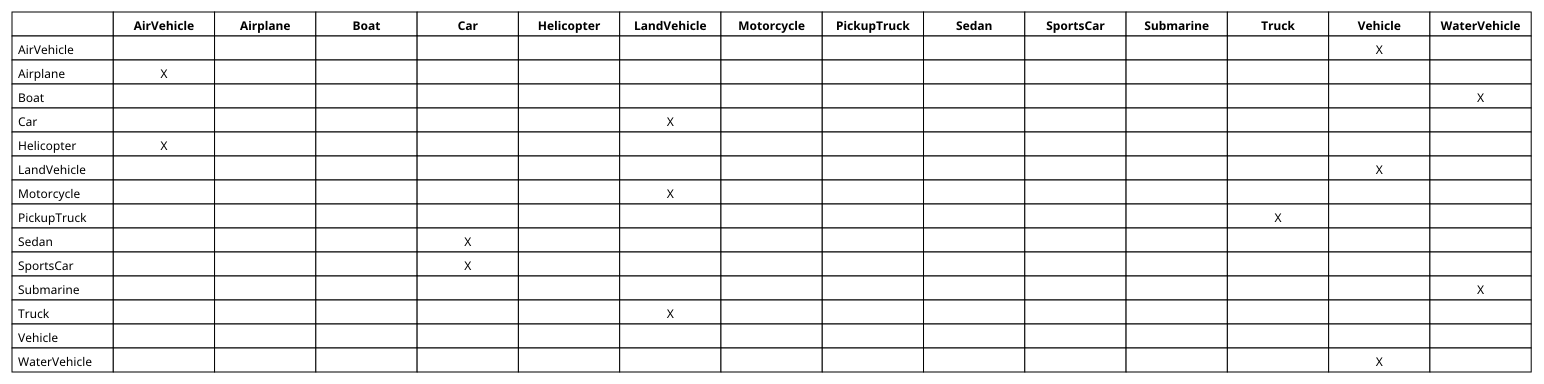 AirVehicle Airplane Boat Car Helicopter LandVehicle Motorcycle PickupTruck Sedan SportsCar Submarine Truck Vehicle WaterVehicle
AirVehicle X
Airplane X
Boat X
Car X
Helicopter X
LandVehicle X
Motorcycle X
PickupTruck X
Sedan X
SportsCar X
Submarine X
Truck X
Vehicle
WaterVehicle X